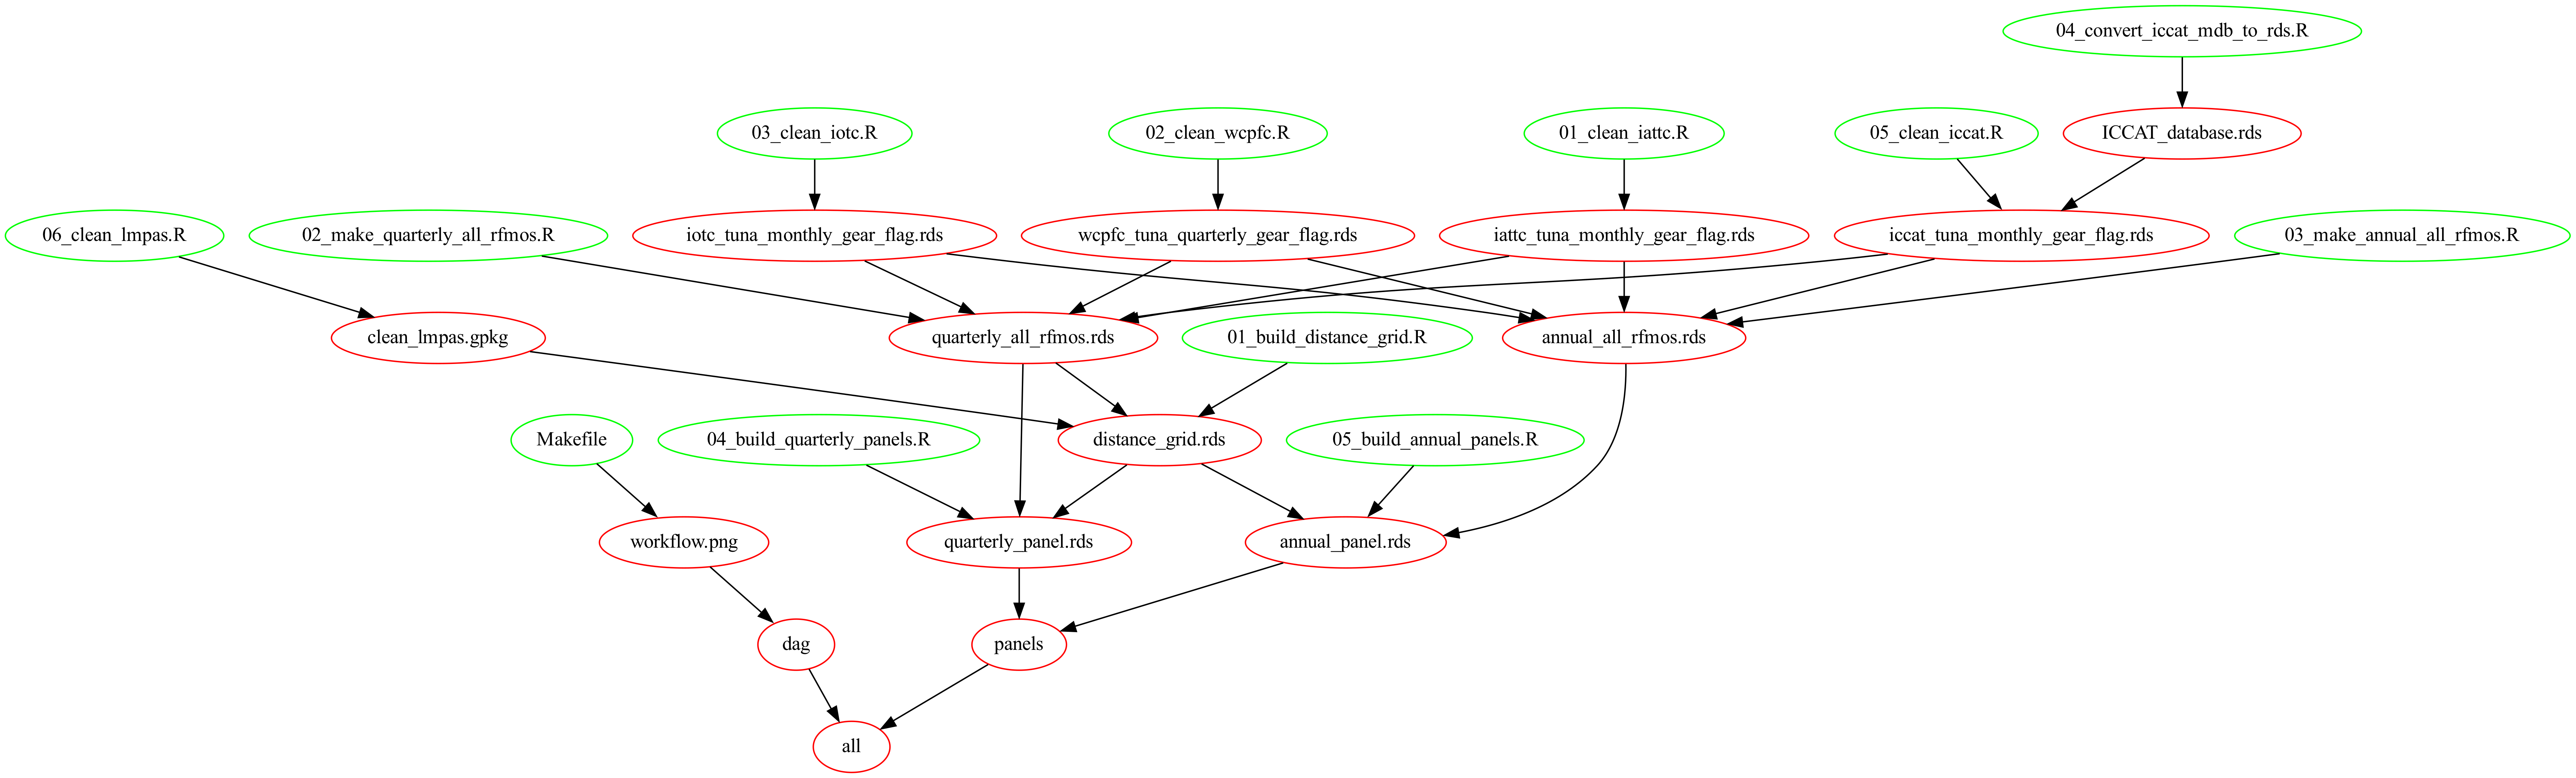 04_convert_iccat_mdb_to_rds.R
03_clean_iotc.R
02_clean_wcpfc.R
01_clean_iattc.R
05_clean_iccat.R
ICCAT_database.rds
06_clean_lmpas.R
02_make_quarterly_all_rfmos.R
iotc_tuna_monthly_gear_flag.rds
wcpfc_tuna_quarterly_gear_flag.rds
iattc_tuna_monthly_gear_flag.rds
iccat_tuna_monthly_gear_flag.rds
03_make_annual_all_rfmos.R
clean_lmpas.gpkg
quarterly_all_rfmos.rds
01_build_distance_grid.R
annual_all_rfmos.rds
Makefile
04_build_quarterly_panels.R
distance_grid.rds
05_build_annual_panels.R
workflow.png
quarterly_panel.rds
annual_panel.rds
dag
panels
all